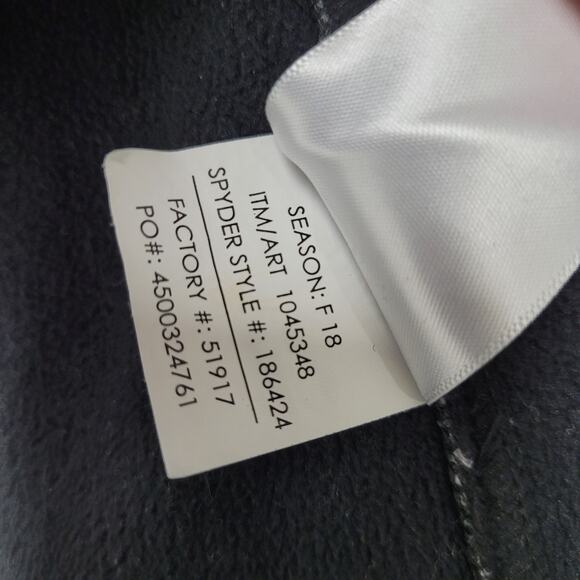 SEASON: F 18
ITM/ART 1045348
SPYDER STYLE #: 186424
FACTORY #: 51917
PO#: 4500324761